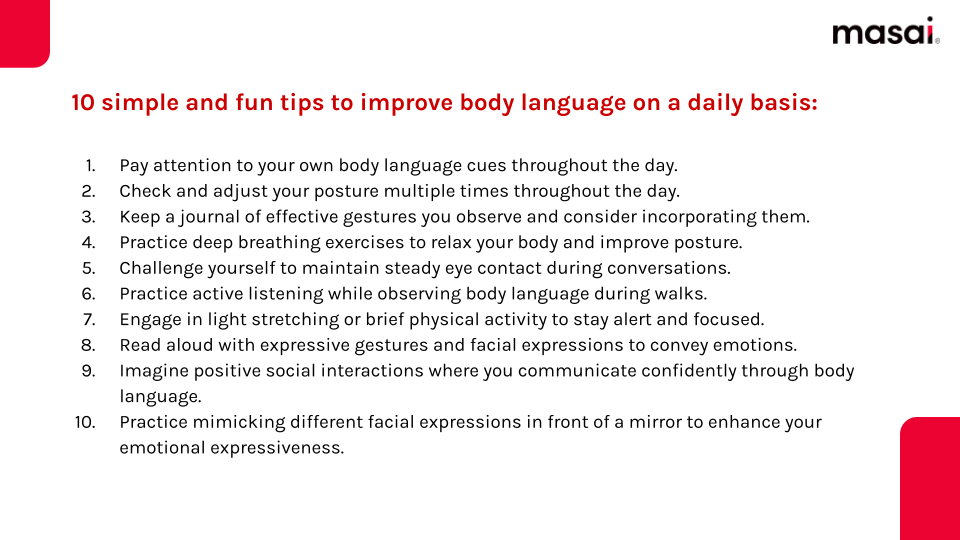 masai®
10 simple and fun tips to improve body language on a daily basis:
1. Pay attention to your own body language cues throughout the day.
2. Check and adjust your posture multiple times throughout the day.
3. Keep a journal of effective gestures you observe and consider incorporating them.
4. Practice deep breathing exercises to relax your body and improve posture.
5. Challenge yourself to maintain steady eye contact during conversations.
6. Practice active listening while observing body language during walks.
7. Engage in light stretching or brief physical activity to stay alert and focused.
8. Read aloud with expressive gestures and facial expressions to convey emotions.
9. Imagine positive social interactions where you communicate confidently through body
language.
10. Practice mimicking different facial expressions in front of a mirror to enhance your
emotional expressiveness.